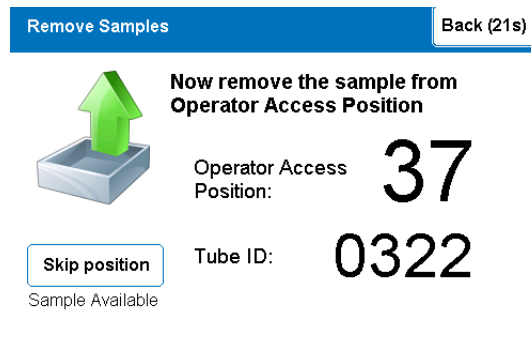 Remove Samples
Back (21s)
Now remove the sample from
Operator Access Position
Operator Access
Position:
37
Tube ID:
0322
Skip position
Sample Available